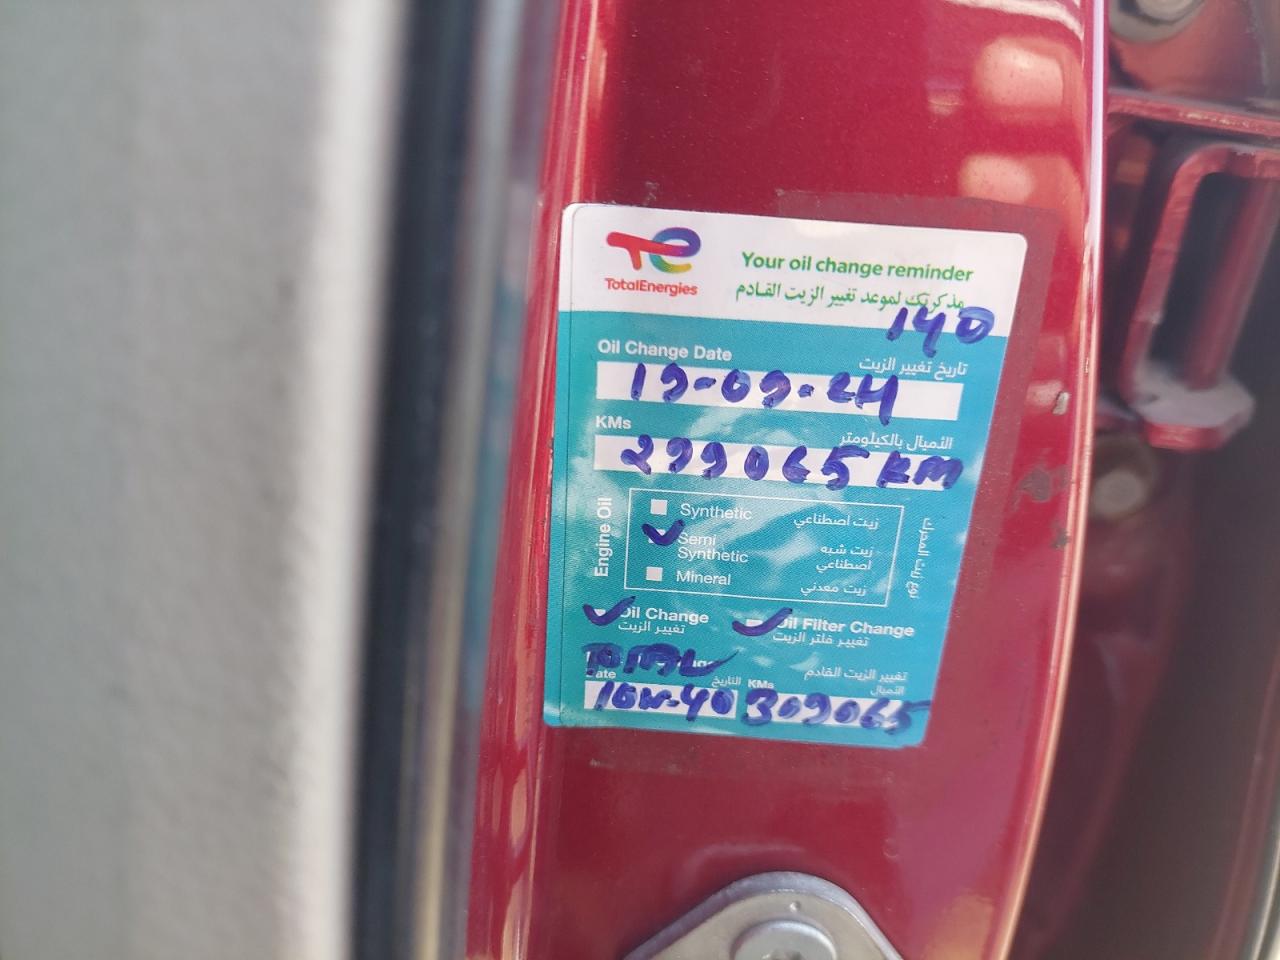 TotalEnergies
Your oil change reminder
مذكرتك لموعد تغيير الزيت القادم
140
Oil Change Date تاريخ تغيير الزيت
19-09-24
KMs الأميال بالكيلومتر
299065 KM
Engine Oil
Synthetic زيت اصطناعي
Semi Synthetic زيت شبه اصطناعي
Mineral زيت معدني
نوع زيت المحرك
Oil Change Oil Filter Change
تغيير الزيت تغيير فلتر الزيت
TOTAL تغيير الزيت القادم
Date التاريخ KMs الأميال
10W-40 309065